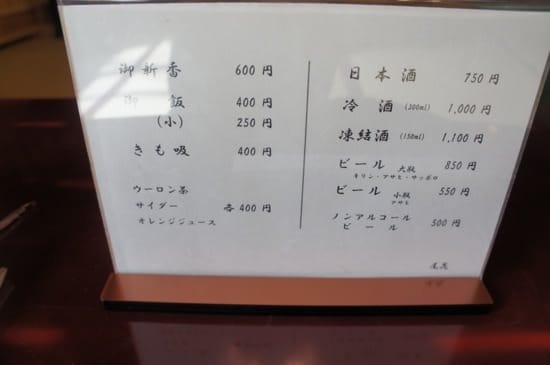 御新香 600円
御飯 400円
(小) 250円
きも吸 400円
ウーロン茶
サイダー 各400円
オレンジジュース
日本酒 750円
冷酒 (300ml) 1,000円
凍結酒 (150ml) 1,100円
ビール 大瓶 850円
キリン・アサヒ・サッポロ
ビール 小瓶 550円
アサヒ
ノンアルコール
ビール 500円